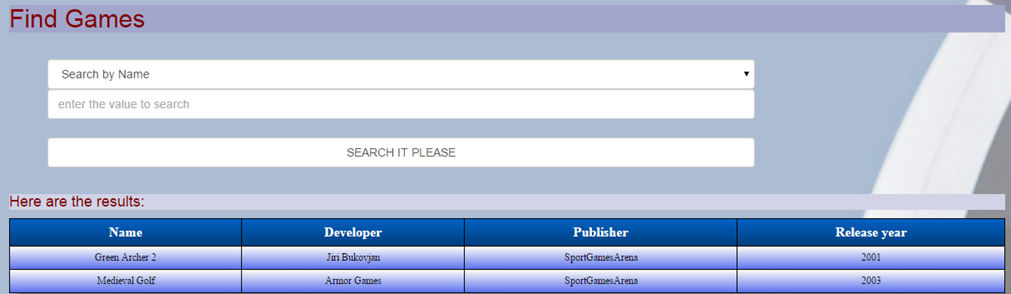 Find Games
Search by Name
enter the value to search
SEARCH IT PLEASE
Here are the results:
Name Developer Publisher Release year
Green Archer 2 Jiri Bukovjan SportGamesArena 2001
Medieval Golf Armor Games SportGamesArena 2003